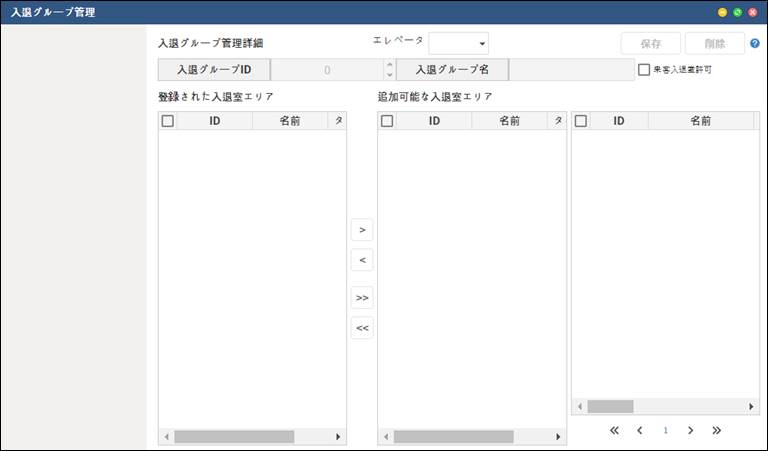 入退グループ管理
入退グループ管理詳細 エレベータ 保存 削除 ?
入退グループID 0 入退グループ名 来客入退室許可
登録された入退室エリア 追加可能な入退室エリア
ID 名前 タ ID 名前 タ ID 名前
>
<
>>
<<
1